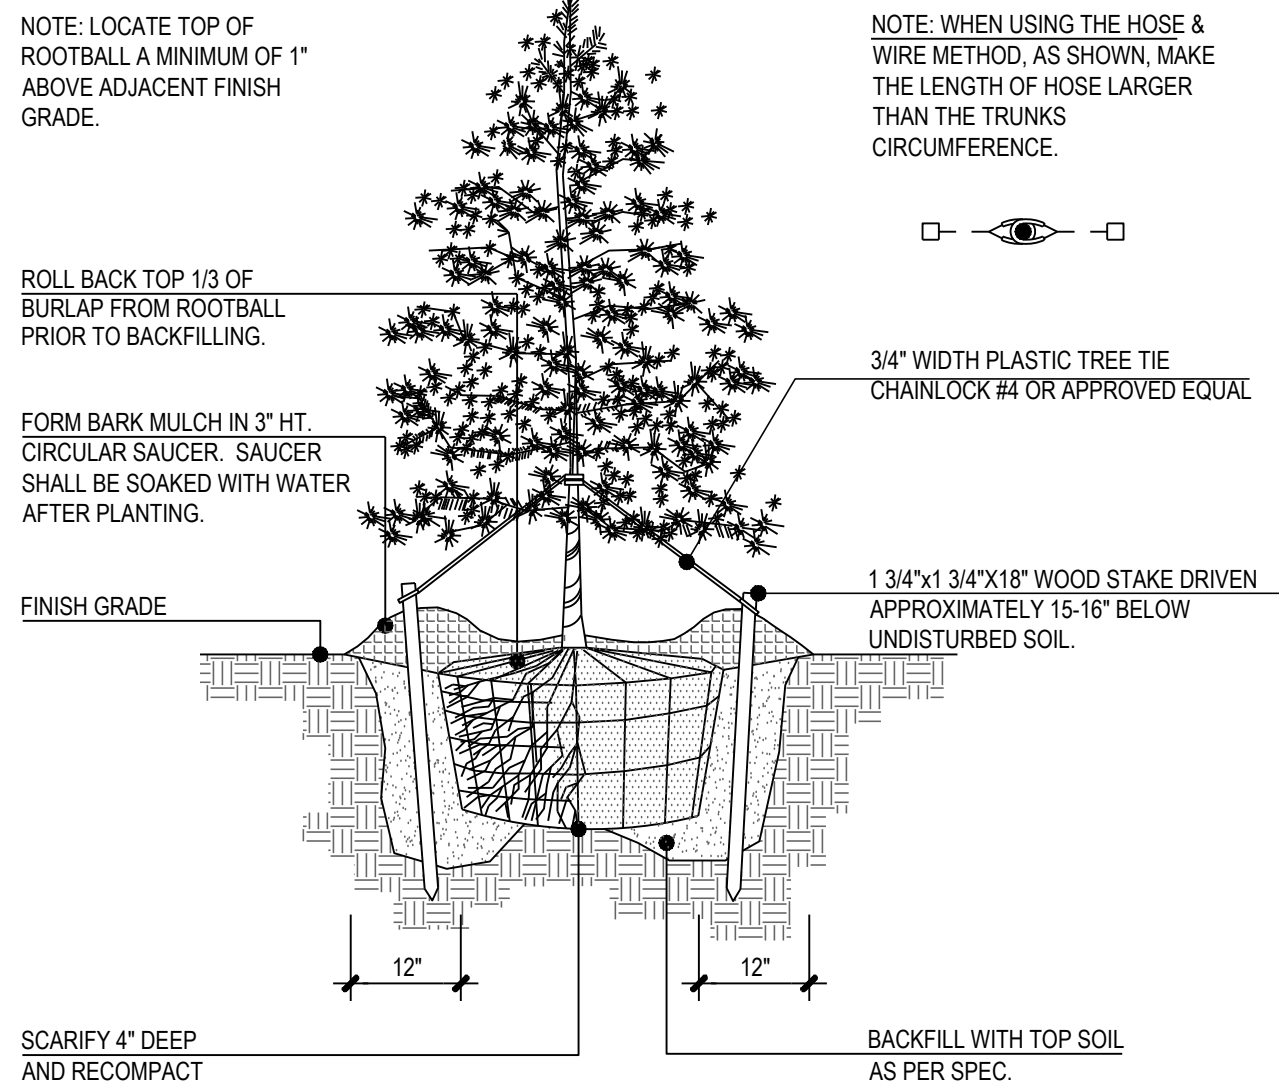 NOTE: LOCATE TOP OF
ROOTBALL A MINIMUM OF 1"
ABOVE ADJACENT FINISH
GRADE.
NOTE: WHEN USING THE HOSE &
WIRE METHOD, AS SHOWN, MAKE
THE LENGTH OF HOSE LARGER
THAN THE TRUNKS
CIRCUMFERENCE.
ROLL BACK TOP 1/3 OF
BURLAP FROM ROOTBALL
PRIOR TO BACKFILLING.
3/4" WIDTH PLASTIC TREE TIE
CHAINLOCK #4 OR APPROVED EQUAL
FORM BARK MULCH IN 3" HT.
CIRCULAR SAUCER. SAUCER
SHALL BE SOAKED WITH WATER
AFTER PLANTING.
1 3/4"x1 3/4"X18" WOOD STAKE DRIVEN
APPROXIMATELY 15-16" BELOW
UNDISTURBED SOIL.
FINISH GRADE
12"
12"
SCARIFY 4" DEEP
AND RECOMPACT
BACKFILL WITH TOP SOIL
AS PER SPEC.